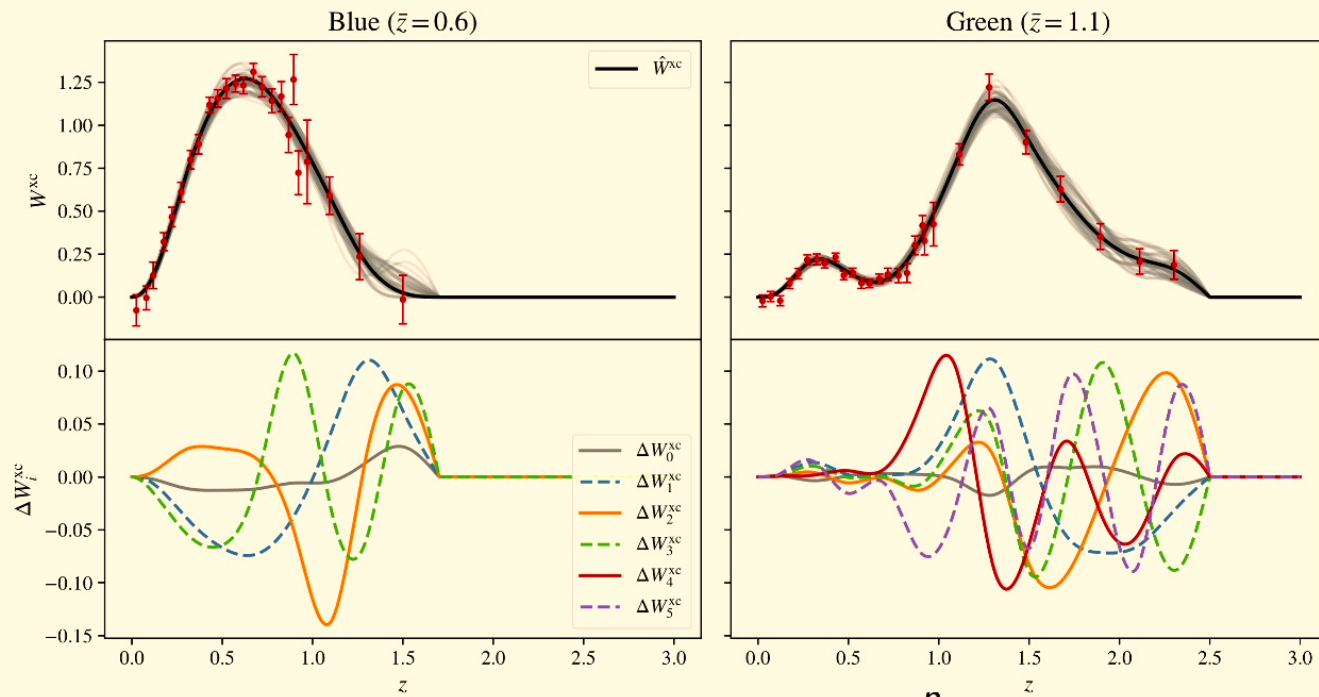 Blue (z̄ = 0.6)
Green (z̄ = 1.1)
Ŵ^xc
W^xc
1.25
1.00
0.75
0.50
0.25
0.00
ΔW_i^xc
0.10
0.05
0.00
−0.05
−0.10
−0.15
ΔW_0^xc
ΔW_1^xc
ΔW_2^xc
ΔW_3^xc
ΔW_4^xc
ΔW_5^xc
0.0 0.5 1.0 1.5 2.0 2.5 3.0
0.0 0.5 1.0 1.5 2.0 2.5 3.0
z
z